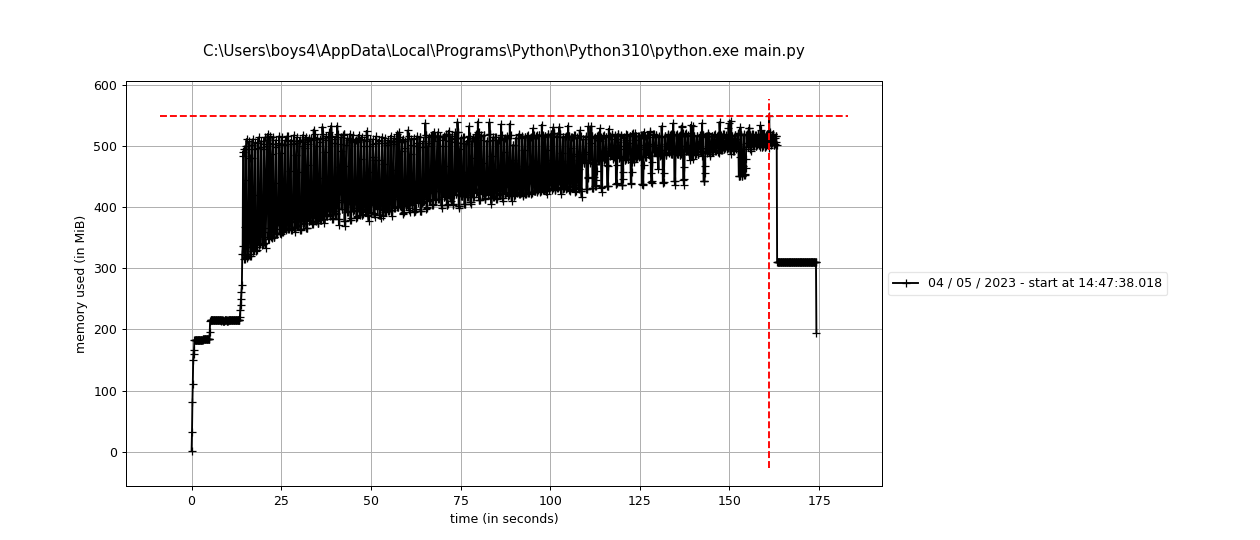 C:\Users\boys4\AppData\Local\Programs\Python\Python310\python.exe main.py
600
500
400
300
200
100
0
memory used (in MiB)
0 25 50 75 100 125 150 175
time (in seconds)
04 / 05 / 2023 - start at 14:47:38.018